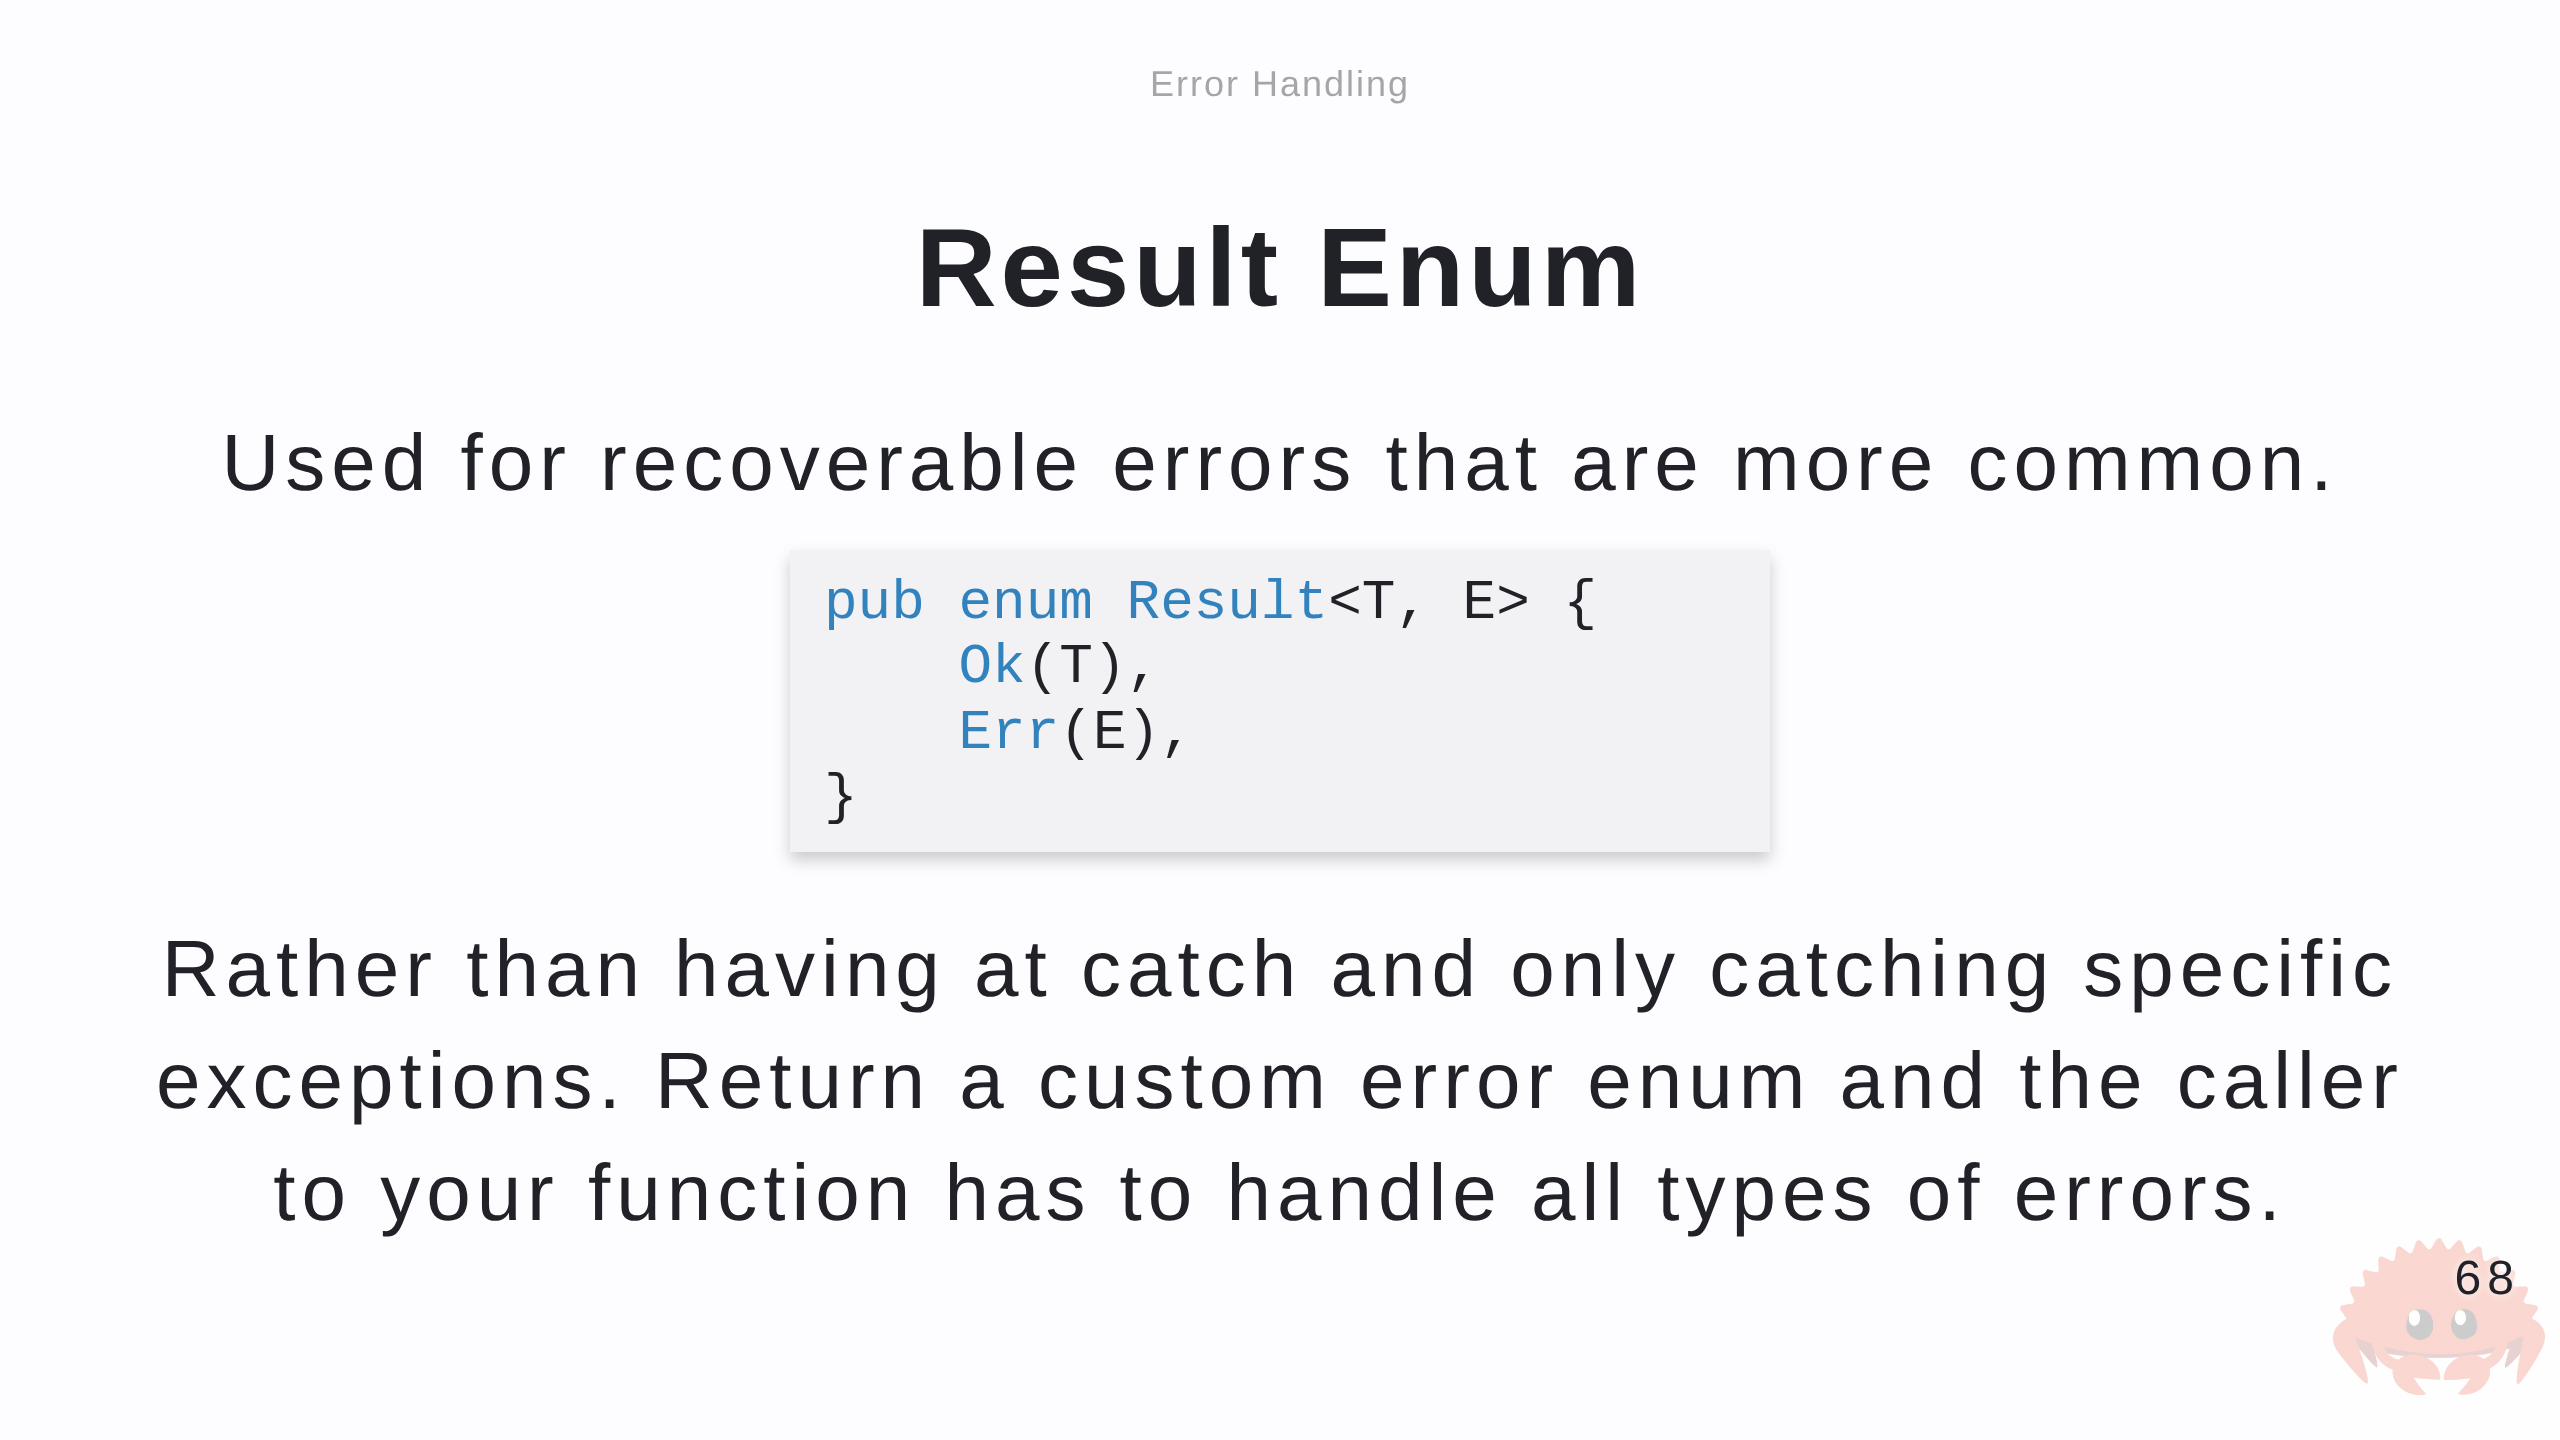 Error Handling
Result Enum
Used for recoverable errors that are more common.
pub enum Result<T, E> {
    Ok(T),
    Err(E),
}
Rather than having at catch and only catching specific
exceptions. Return a custom error enum and the caller
to your function has to handle all types of errors.
68